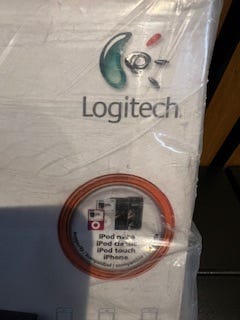 Logitech
iPod nano
iPod classic
iPod touch
iPhone